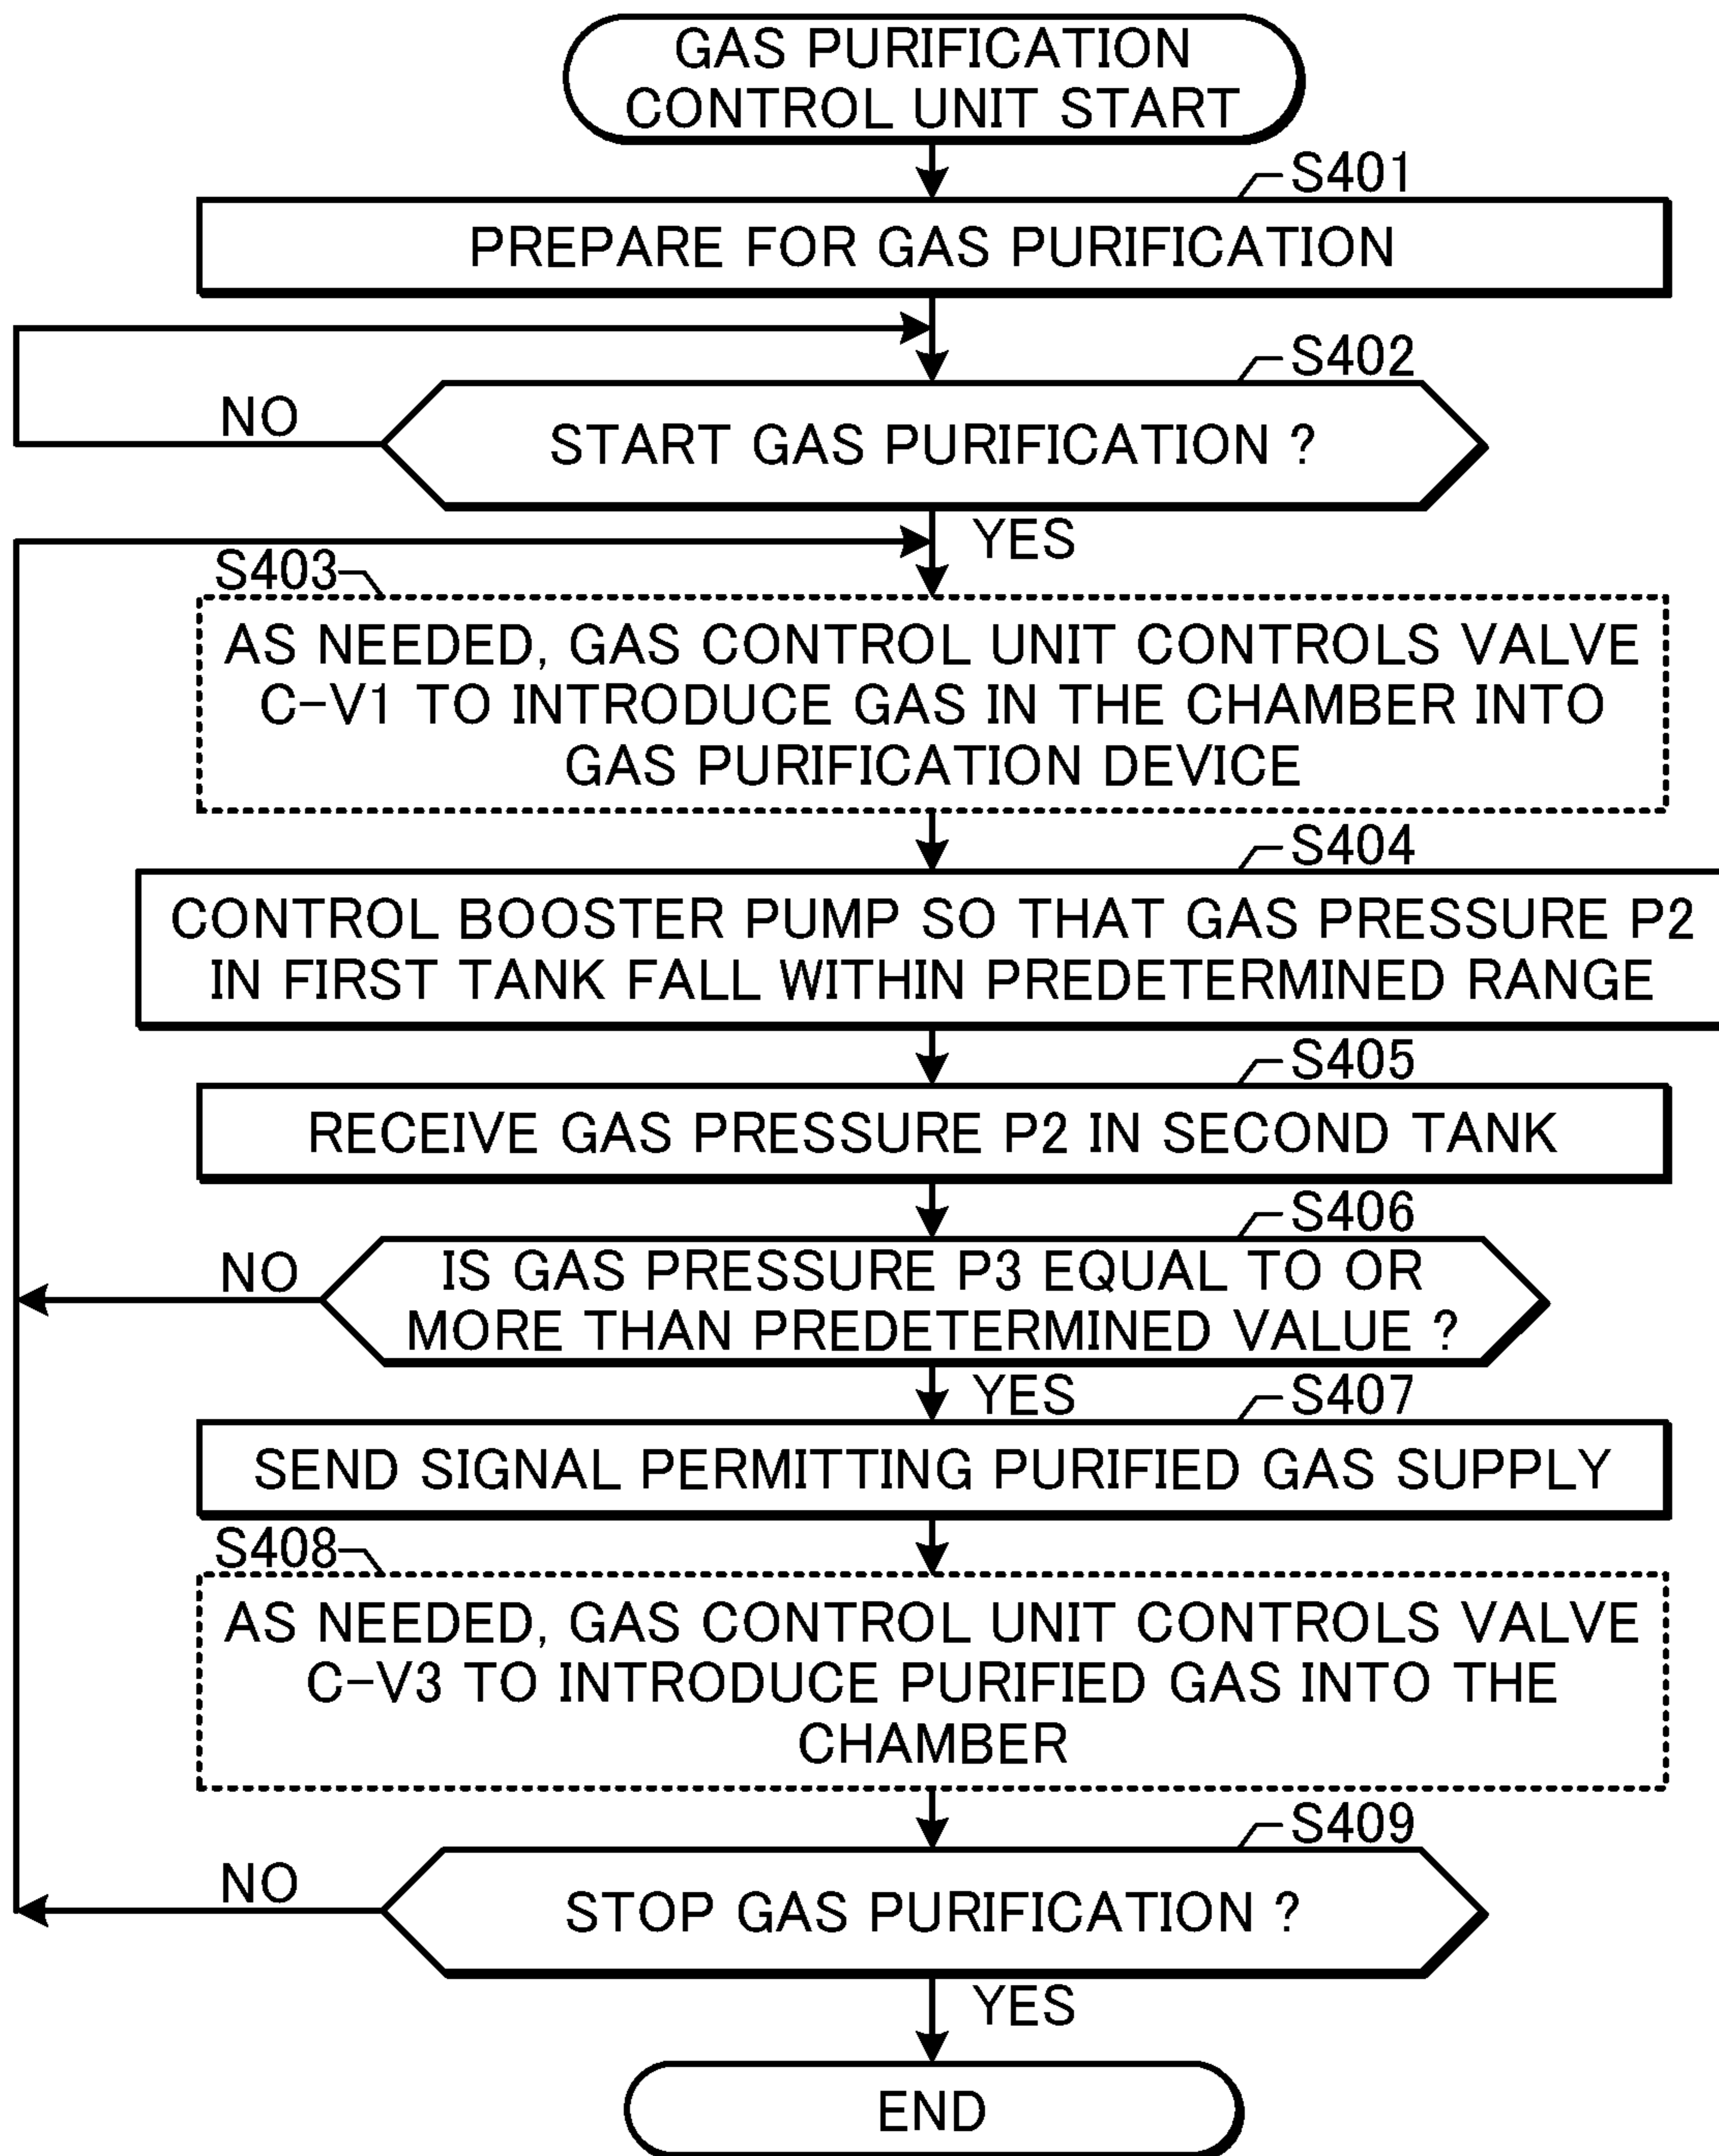 GAS PURIFICATION
CONTROL UNIT START
S401
PREPARE FOR GAS PURIFICATION
S402
NO
START GAS PURIFICATION ?
YES
S403
AS NEEDED, GAS CONTROL UNIT CONTROLS VALVE
C-V1 TO INTRODUCE GAS IN THE CHAMBER INTO
GAS PURIFICATION DEVICE
S404
CONTROL BOOSTER PUMP SO THAT GAS PRESSURE P2
IN FIRST TANK FALL WITHIN PREDETERMINED RANGE
S405
RECEIVE GAS PRESSURE P2 IN SECOND TANK
S406
NO
IS GAS PRESSURE P3 EQUAL TO OR
MORE THAN PREDETERMINED VALUE ?
YES
S407
SEND SIGNAL PERMITTING PURIFIED GAS SUPPLY
S408
AS NEEDED, GAS CONTROL UNIT CONTROLS VALVE
C-V3 TO INTRODUCE PURIFIED GAS INTO THE
CHAMBER
S409
NO
STOP GAS PURIFICATION ?
YES
END